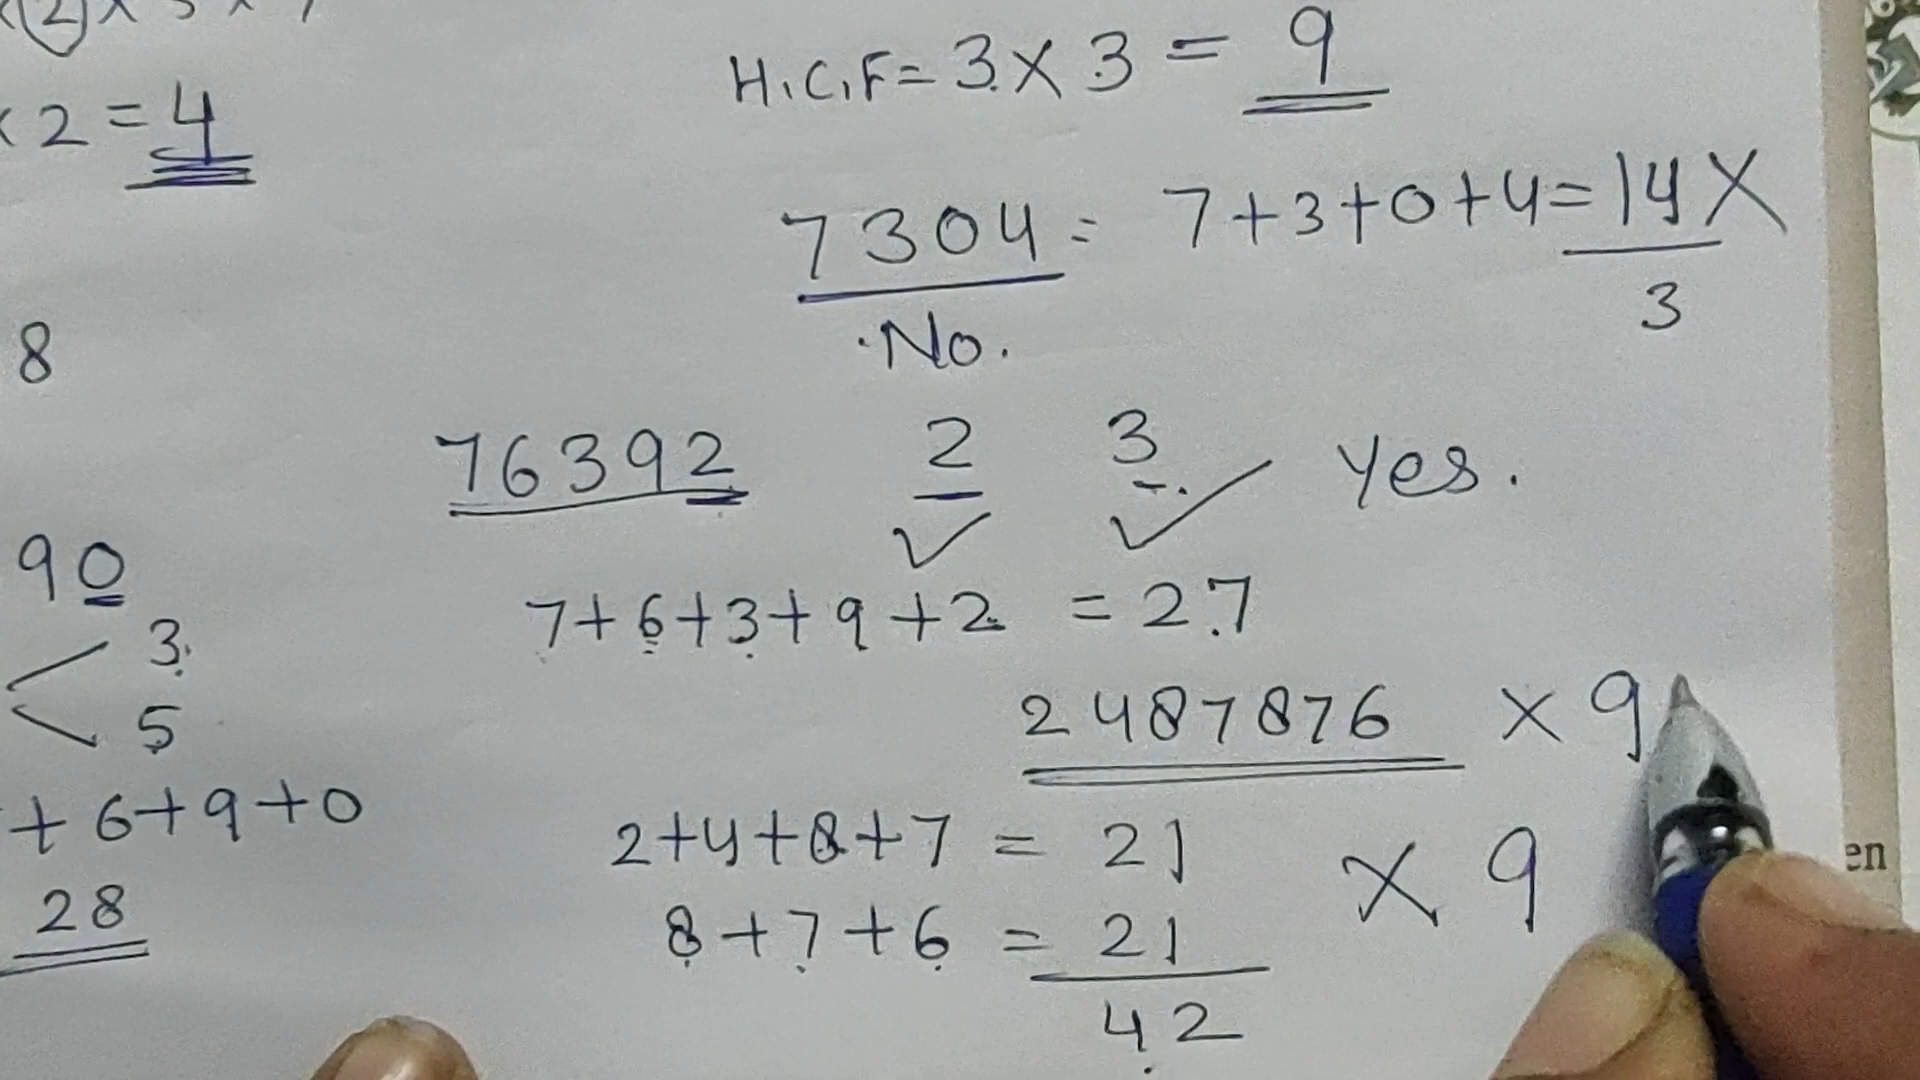 H.C.F = 3 × 3 = 9
× 2 = 4
7304 = 7+3+0+4 = 14 X
3
No.
8
76392 2 3 Yes.
✓ ✓
90
3
5
7+6+3+9+2 = 27
2487876 × 9
+ 6+9+0
28
2+4+8+7 = 21
8+7+6 = 21
× 9
42
en